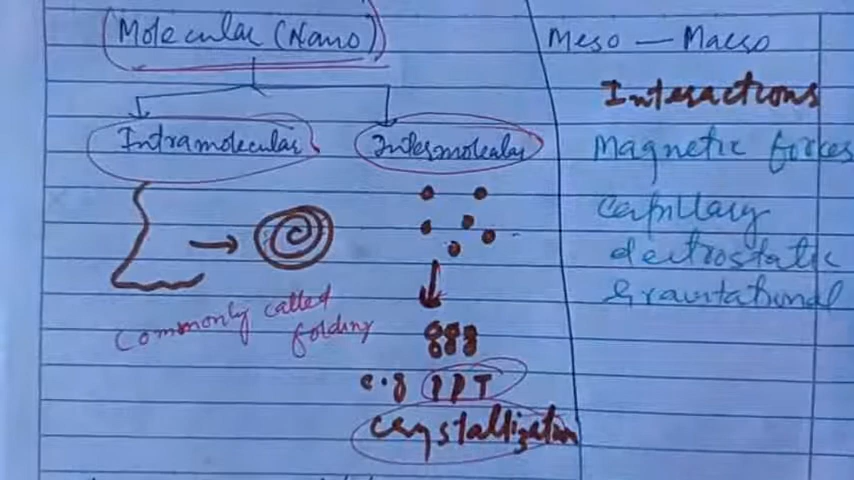 Molecular (Nano)
Intramolecular
Intermolecular
Commonly called
folding
e.g PPT
Crystallization
Meso — Macro
Interactions
Magnetic forces
Capillary
electrostatic
Gravitational